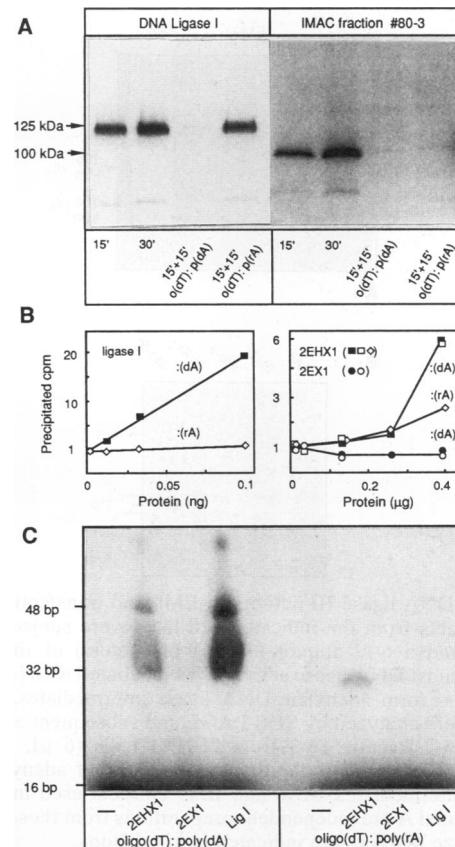 A
DNA Ligase I
IMAC fraction #80-3
125 kDa
100 kDa
15'
30'
15'+15'
o(dT): p(dA)
15'+15'
o(dT): p(rA)
15'
30'
15'+15'
o(dT): p(dA)
15'+15'
o(dT): p(rA)
B
ligase I
:(dA)
:(rA)
Precipitated cpm
20
10
1
0
0.05
0.1
Protein (ng)
2EHX1 (■□◇)
2EX1 (●○)
:(dA)
:(rA)
:(dA)
6
3
1
0
0.2
0.4
Protein (µg)
C
48 bp
32 bp
16 bp
2EHX1
2EX1
Lig I
—
2EHX1
2EX1
Lig I
oligo(dT): poly(dA)
oligo(dT): poly(rA)